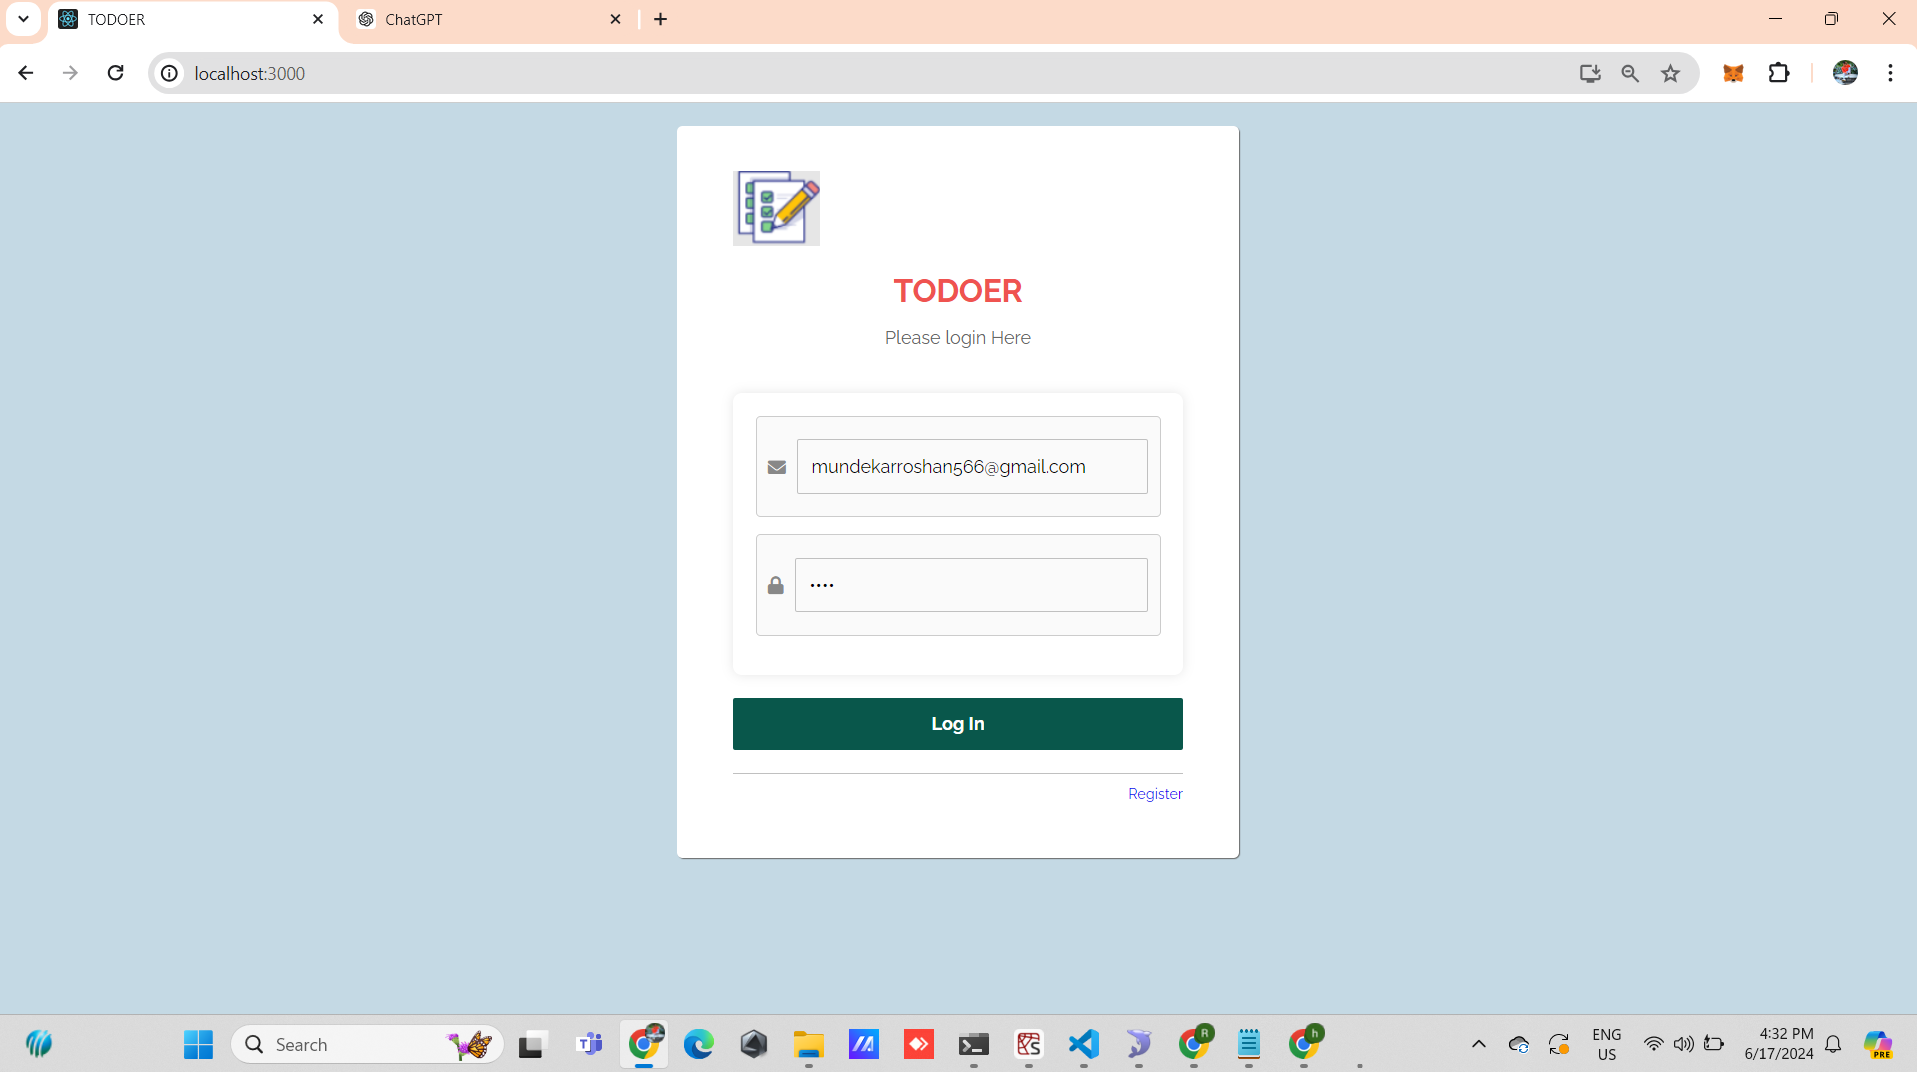 TODOER
ChatGPT
localhost:3000
TODOER
Please login Here
mundekarroshan566@gmail.com
••••
Log In
Register
Search
ENG
US
4:32 PM
6/17/2024
PRE
R
h